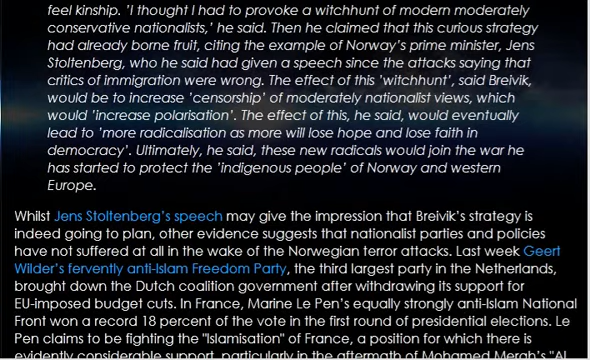 feel kinship. 'I thought I had to provoke a witchhunt of modern moderately
conservative nationalists,' he said. Then he claimed that this curious strategy
had already borne fruit, citing the example of Norway's prime minister, Jens
Stoltenberg, who he said had given a speech since the attacks saying that
critics of immigration were wrong. The effect of this 'witchhunt', said Breivik,
would be to increase 'censorship' of moderately nationalist views, which
would 'increase polarisation'. The effect of this, he said, would eventually
lead to 'more radicalisation as more will lose hope and lose faith in
democracy'. Ultimately, he said, these new radicals would join the war he
has started to protect the 'indigenous people' of Norway and western
Europe.
Whilst Jens Stoltenberg's speech may give the impression that Breivik's strategy is
indeed going to plan, other evidence suggests that nationalist parties and policies
have not suffered at all in the wake of the Norwegian terror attacks. Last week Geert
Wilder's fervently anti-Islam Freedom Party, the third largest party in the Netherlands,
brought down the Dutch coalition government after withdrawing its support for
EU-imposed budget cuts. In France, Marine Le Pen's equally strongly anti-Islam National
Front won a record 18 percent of the vote in the first round of presidential elections. Le
Pen claims to be fighting the "Islamisation" of France, a position for which there is
evidently considerable support, particularly in the aftermath of Mohamed Merah's "Al